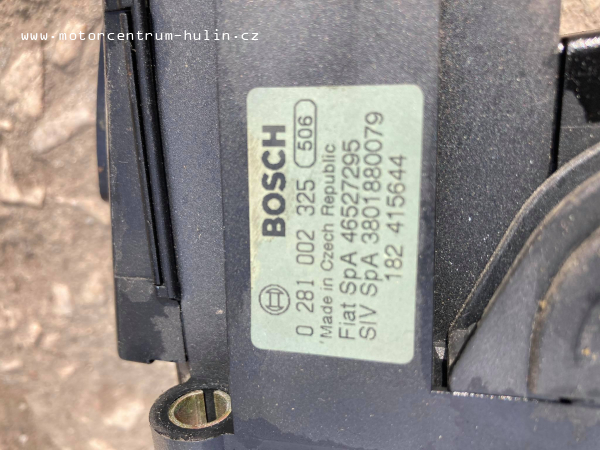 www.motorcentrum-hulin.cz
BOSCH
0 281 002 325 506
*Made in Czech Republic
Fiat SpA 46527295
SIV SpA 3801880079
182 415644